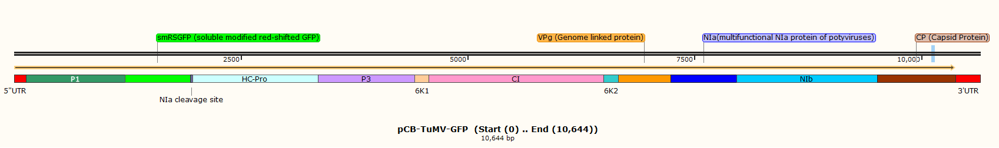 smRSGFP (soluble modified red-shifted GFP)
VPg (Genome linked protein)
NIa(multifunctional NIa protein of polyviruses)
CP (Capsid Protein)
2500
5000
7500
10,000
P1
HC-Pro
P3
CI
NIb
5"UTR
6K1
6K2
3'UTR
NIa cleavage site
pCB-TuMV-GFP (Start (0) .. End (10,644))
10,644 bp